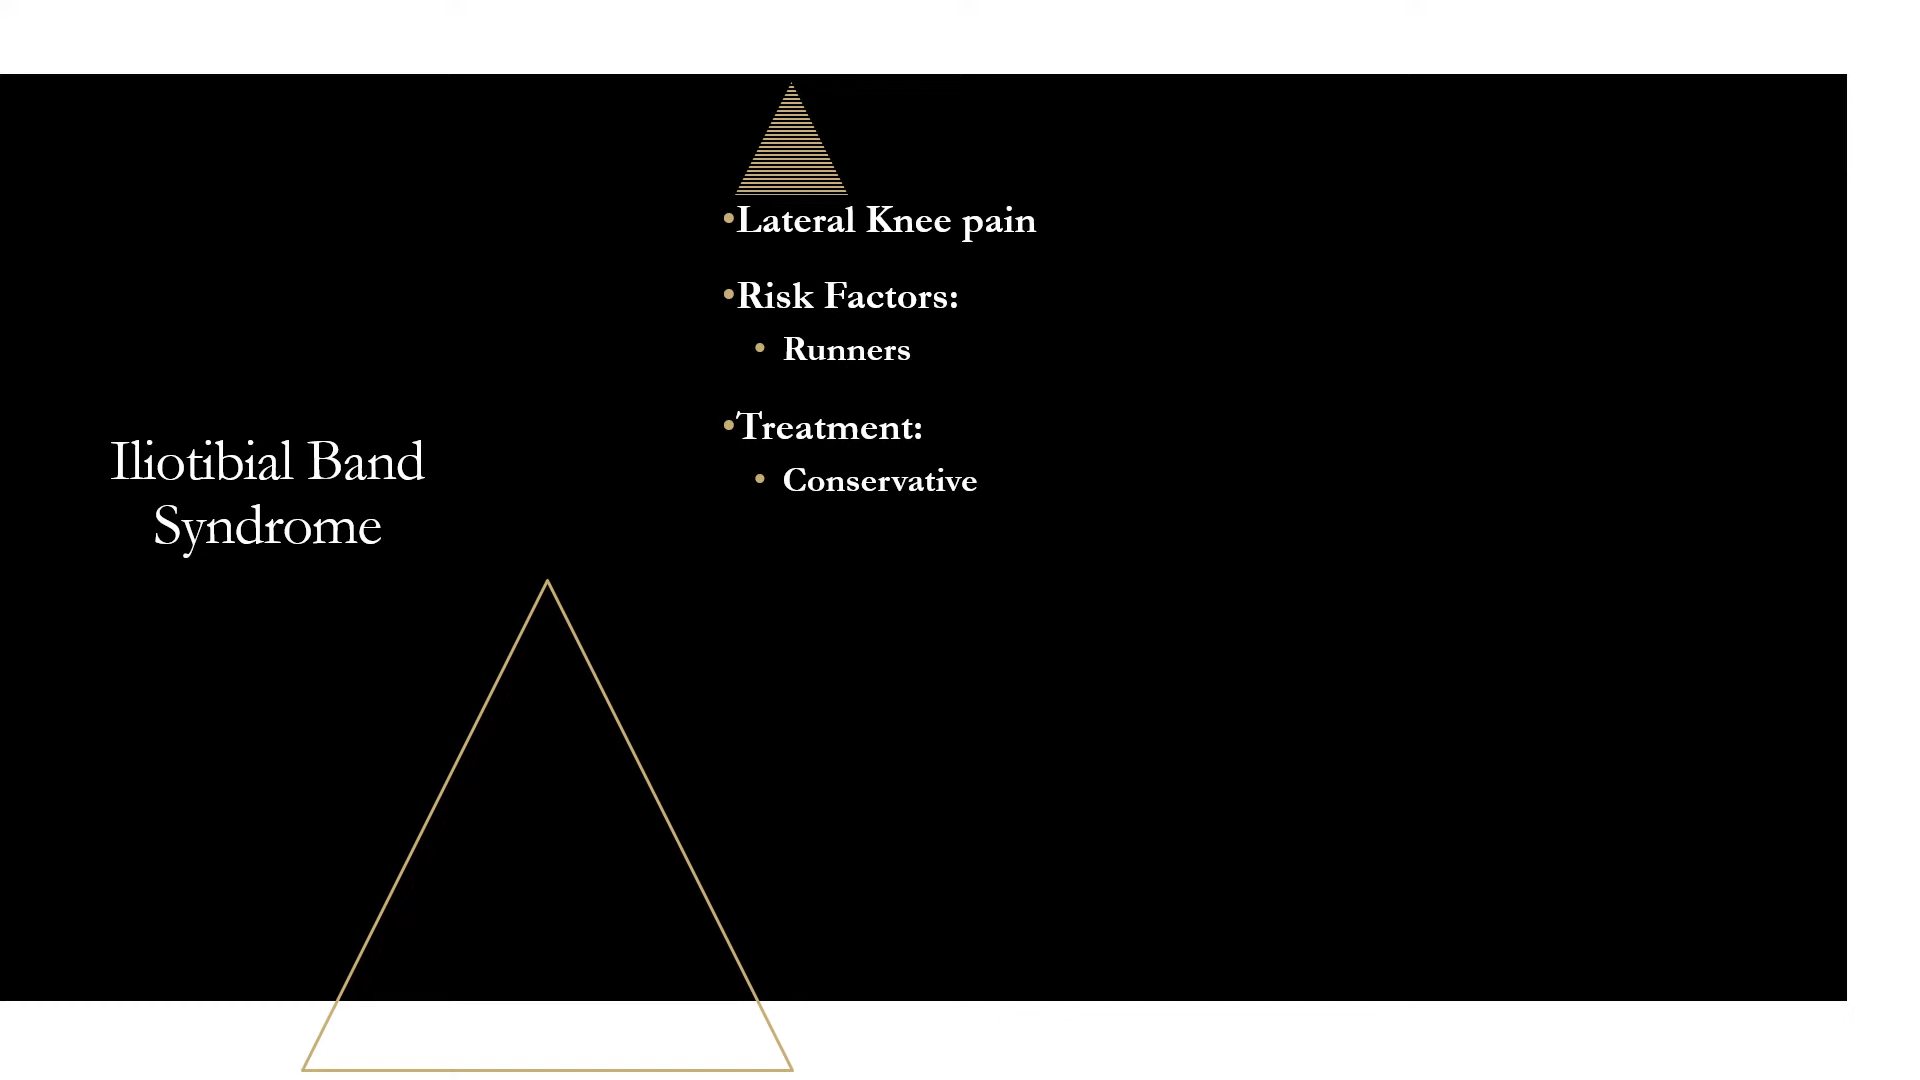 Iliotibial Band
Syndrome
•Lateral Knee pain
•Risk Factors:
• Runners
•Treatment:
• Conservative